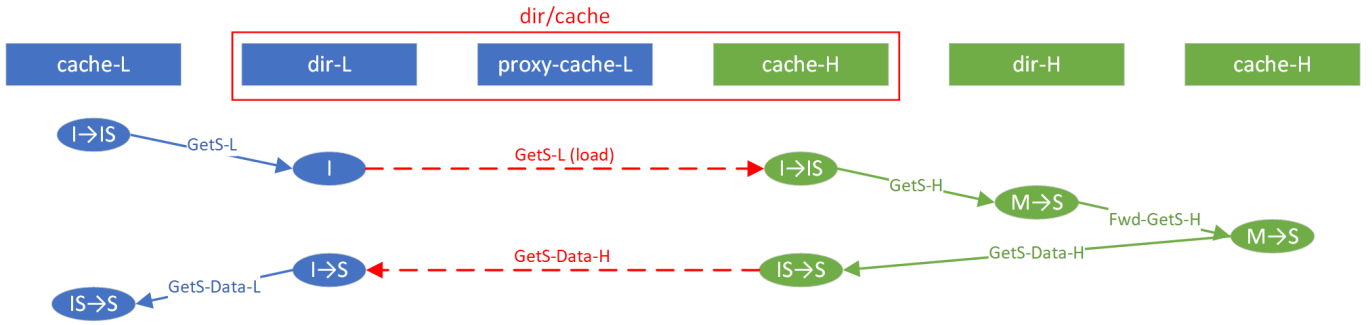 dir/cache
cache-L
dir-L
proxy-cache-L
cache-H
dir-H
cache-H
I→IS
GetS-L
I
GetS-L (load)
I→IS
GetS-H
M→S
Fwd-GetS-H
M→S
GetS-Data-H
IS→S
GetS-Data-H
I→S
GetS-Data-L
IS→S